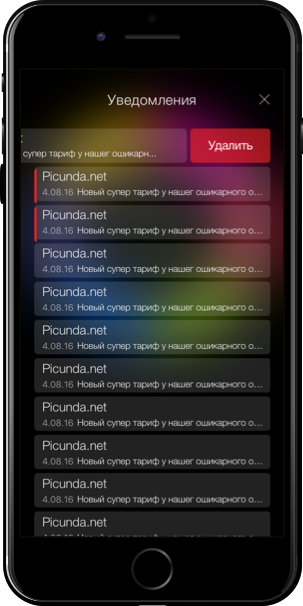 Уведомления
супер тариф у нашег ошикарн...
Удалить
Picunda.net
4.08.16 Новый супер тариф у нашег ошикарного о...
Picunda.net
4.08.16 Новый супер тариф у нашег ошикарного о...
Picunda.net
4.08.16 Новый супер тариф у нашег ошикарного о...
Picunda.net
4.08.16 Новый супер тариф у нашег ошикарного о...
Picunda.net
4.08.16 Новый супер тариф у нашег ошикарного о...
Picunda.net
4.08.16 Новый супер тариф у нашег ошикарного о...
Picunda.net
4.08.16 Новый супер тариф у нашег ошикарного о...
Picunda.net
4.08.16 Новый супер тариф у нашег ошикарного о...
Picunda.net
4.08.16 Новый супер тариф у нашег ошикарного о...
Picunda.net